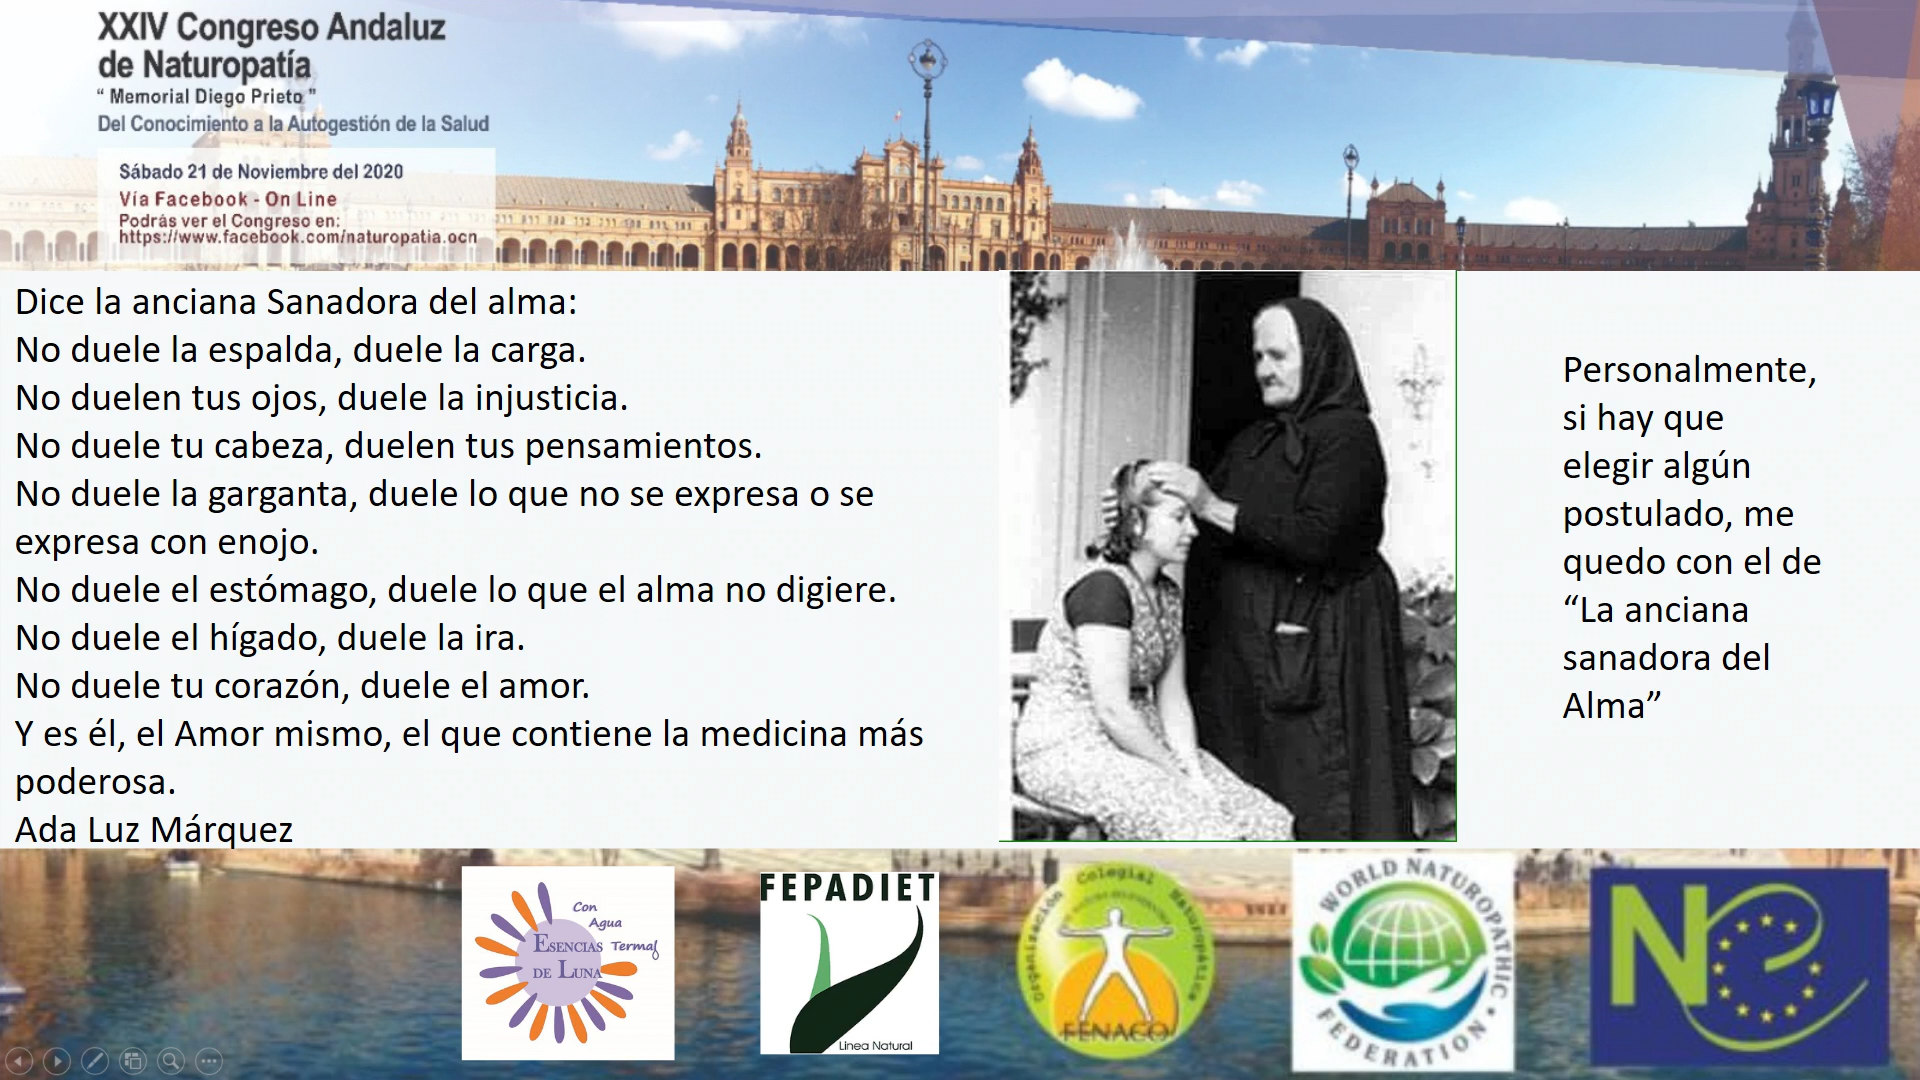 XXIV Congreso Andaluz
de Naturopatía
“ Memorial Diego Prieto ”
Del Conocimiento a la Autogestión de la Salud
Sábado 21 de Noviembre del 2020
Vía Facebook - On Line
Podrás ver el Congreso en:
https://www.facebook.com/naturopatia.ocn
Dice la anciana Sanadora del alma:
No duele la espalda, duele la carga.
No duelen tus ojos, duele la injusticia.
No duele tu cabeza, duelen tus pensamientos.
No duele la garganta, duele lo que no se expresa o se
expresa con enojo.
No duele el estómago, duele lo que el alma no digiere.
No duele el hígado, duele la ira.
No duele tu corazón, duele el amor.
Y es él, el Amor mismo, el que contiene la medicina más
poderosa.
Ada Luz Márquez
Personalmente,
si hay que
elegir algún
postulado, me
quedo con el de
“La anciana
sanadora del
Alma”
Con
Agua
Termal
ESENCIAS
DE LUNA
FEPADIET
Linea Natural
Organización Colegial Naturopática
FENACO
WORLD NATUROPATHIC
FEDERATION
Ne